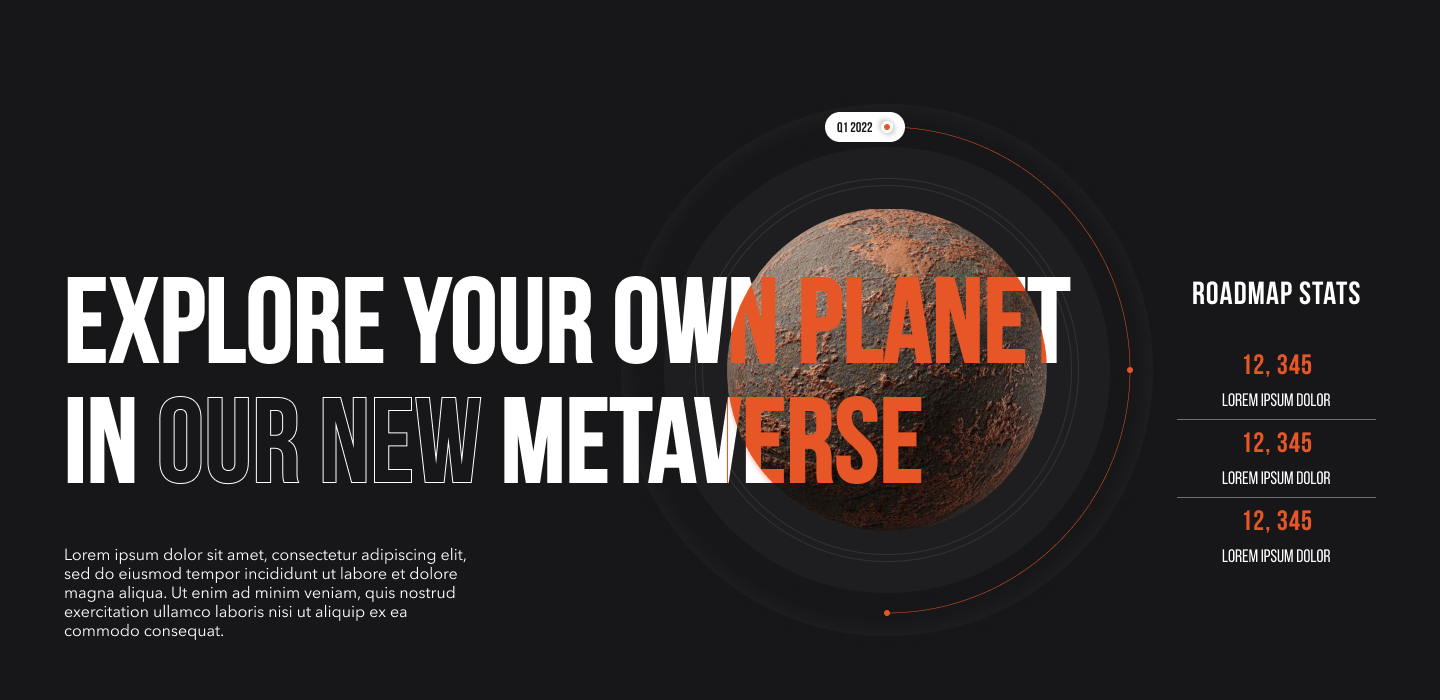 Q1 2022
EXPLORE YOUR OWN PLANET
IN OUR NEW METAVERSE
Lorem ipsum dolor sit amet, consectetur adipiscing elit,
sed do eiusmod tempor incididunt ut labore et dolore
magna aliqua. Ut enim ad minim veniam, quis nostrud
exercitation ullamco laboris nisi ut aliquip ex ea
commodo consequat.
ROADMAP STATS
12, 345
LOREM IPSUM DOLOR
12, 345
LOREM IPSUM DOLOR
12, 345
LOREM IPSUM DOLOR